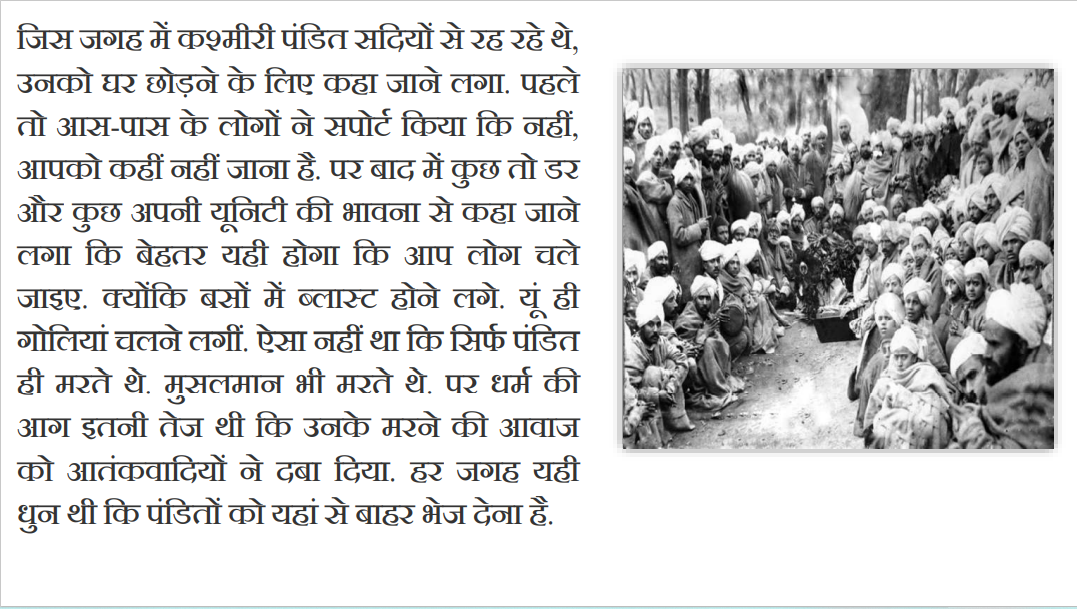 जिस जगह में कश्मीरी पंडित सदियों से रह रहे थे,
उनको घर छोड़ने के लिए कहा जाने लगा. पहले
तो आस-पास के लोगों ने सपोर्ट किया कि नहीं,
आपको कहीं नहीं जाना है. पर बाद में कुछ तो डर
और कुछ अपनी यूनिटी की भावना से कहा जाने
लगा कि बेहतर यही होगा कि आप लोग चले
जाइए. क्योंकि बसों में ब्लास्ट होने लगे. यूं ही
गोलियां चलने लगीं. ऐसा नहीं था कि सिर्फ पंडित
ही मरते थे. मुसलमान भी मरते थे. पर धर्म की
आग इतनी तेज थी कि उनके मरने की आवाज
को आतंकवादियों ने दबा दिया. हर जगह यही
धुन थी कि पंडितों को यहां से बाहर भेज देना है.